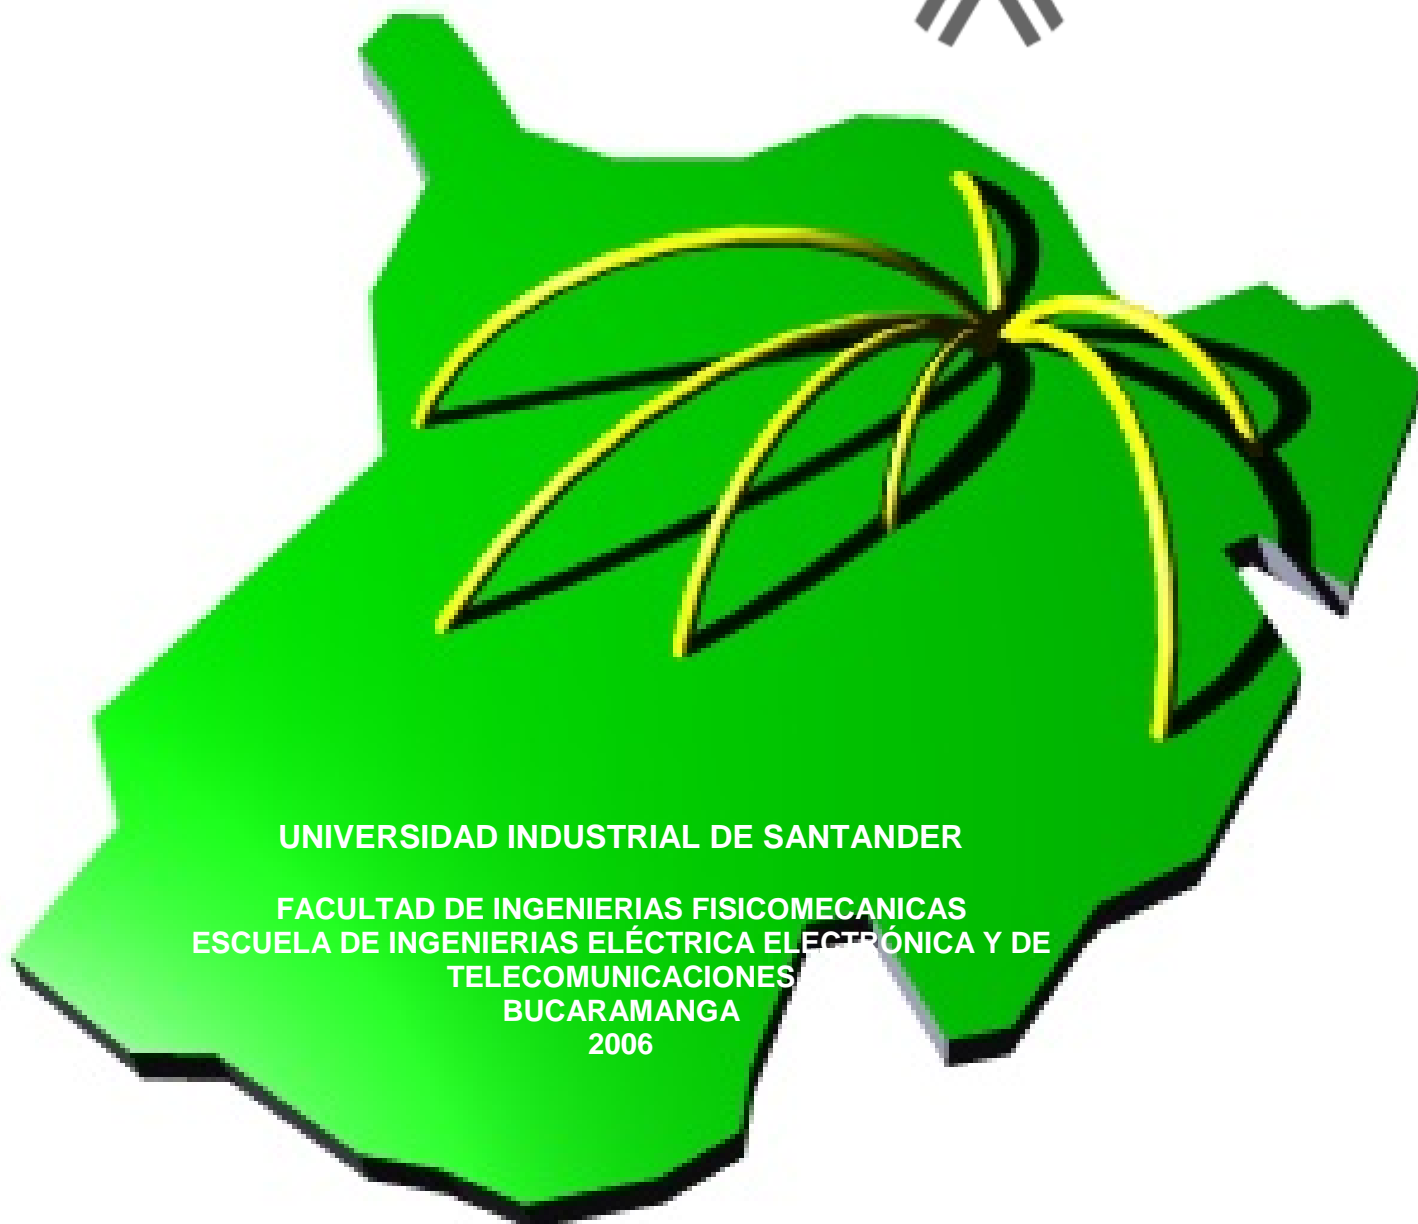 UNIVERSIDAD INDUSTRIAL DE SANTANDER
FACULTAD DE INGENIERIAS FISICOMECANICAS
ESCUELA DE INGENIERIAS ELÉCTRICA ELECTRÓNICA Y DE
TELECOMUNICACIONES
BUCARAMANGA
2006